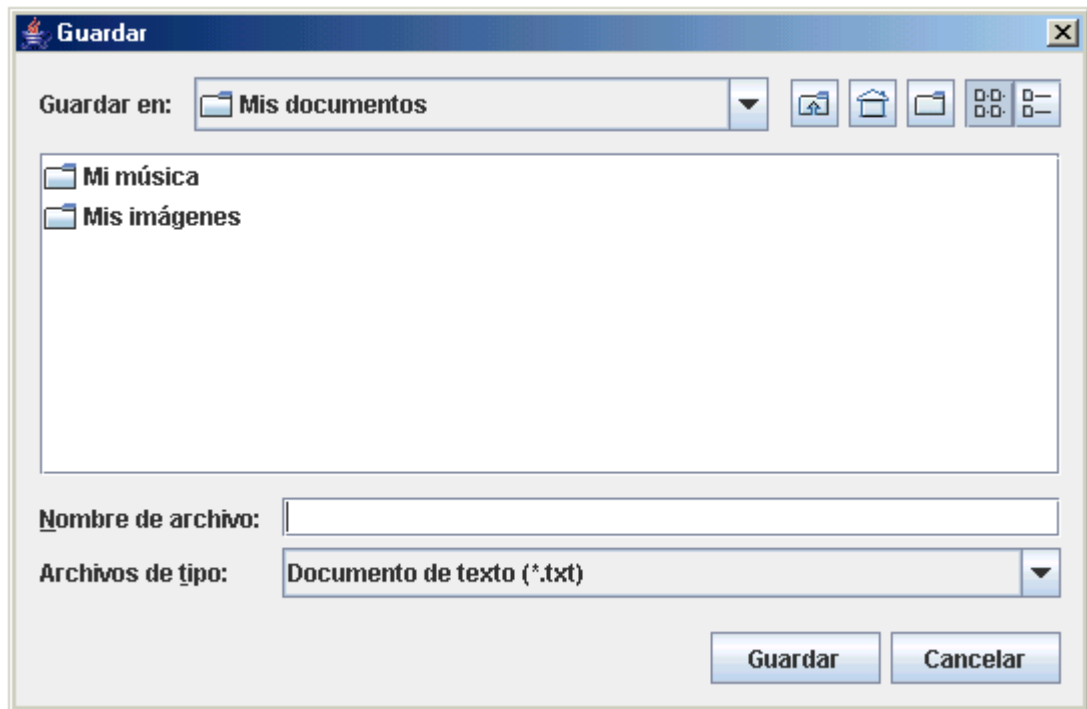 Guardar
Guardar en: Mis documentos
Mi música
Mis imágenes
Nombre de archivo:
Archivos de tipo: Documento de texto (*.txt)
Guardar Cancelar